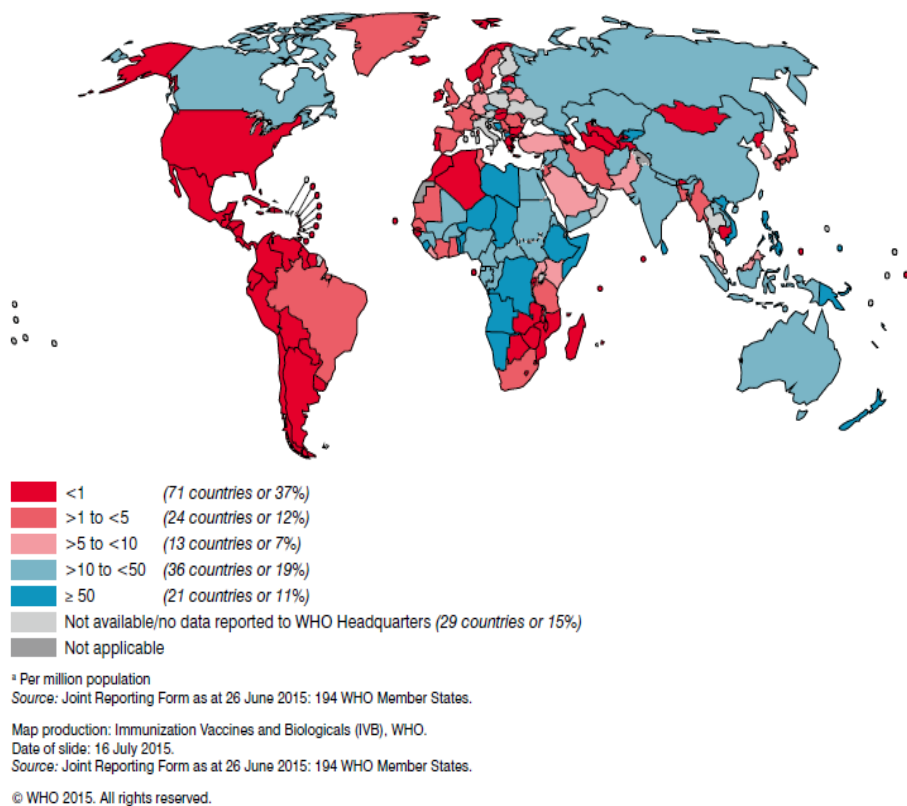 <1 (71 countries or 37%)
>1 to <5 (24 countries or 12%)
>5 to <10 (13 countries or 7%)
>10 to <50 (36 countries or 19%)
≥ 50 (21 countries or 11%)
Not available/no data reported to WHO Headquarters (29 countries or 15%)
Not applicable
ª Per million population
Source: Joint Reporting Form as at 26 June 2015: 194 WHO Member States.
Map production: Immunization Vaccines and Biologicals (IVB), WHO.
Date of slide: 16 July 2015.
Source: Joint Reporting Form as at 26 June 2015: 194 WHO Member States.
© WHO 2015. All rights reserved.